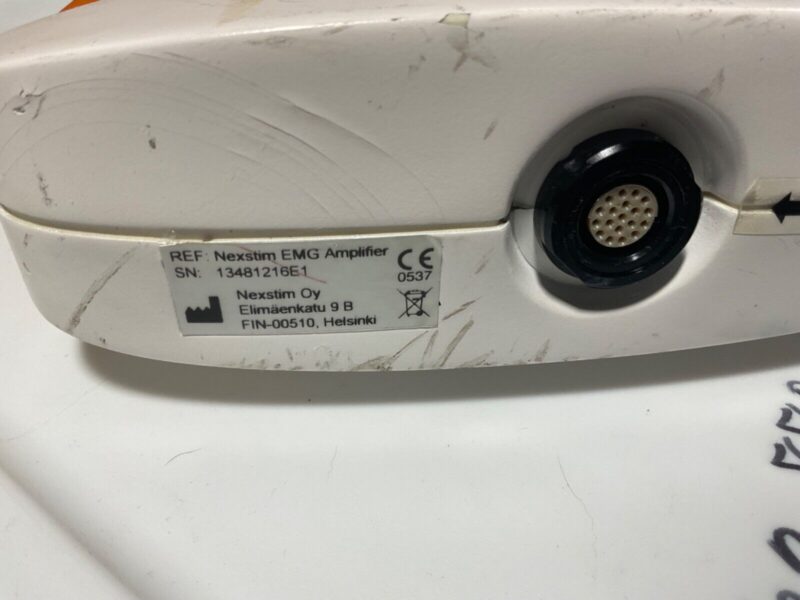 REF: Nexstim EMG Amplifier
SN: 13481216E1
CE
0537
Nexstim Oy
Elimäenkatu 9 B
FIN-00510, Helsinki